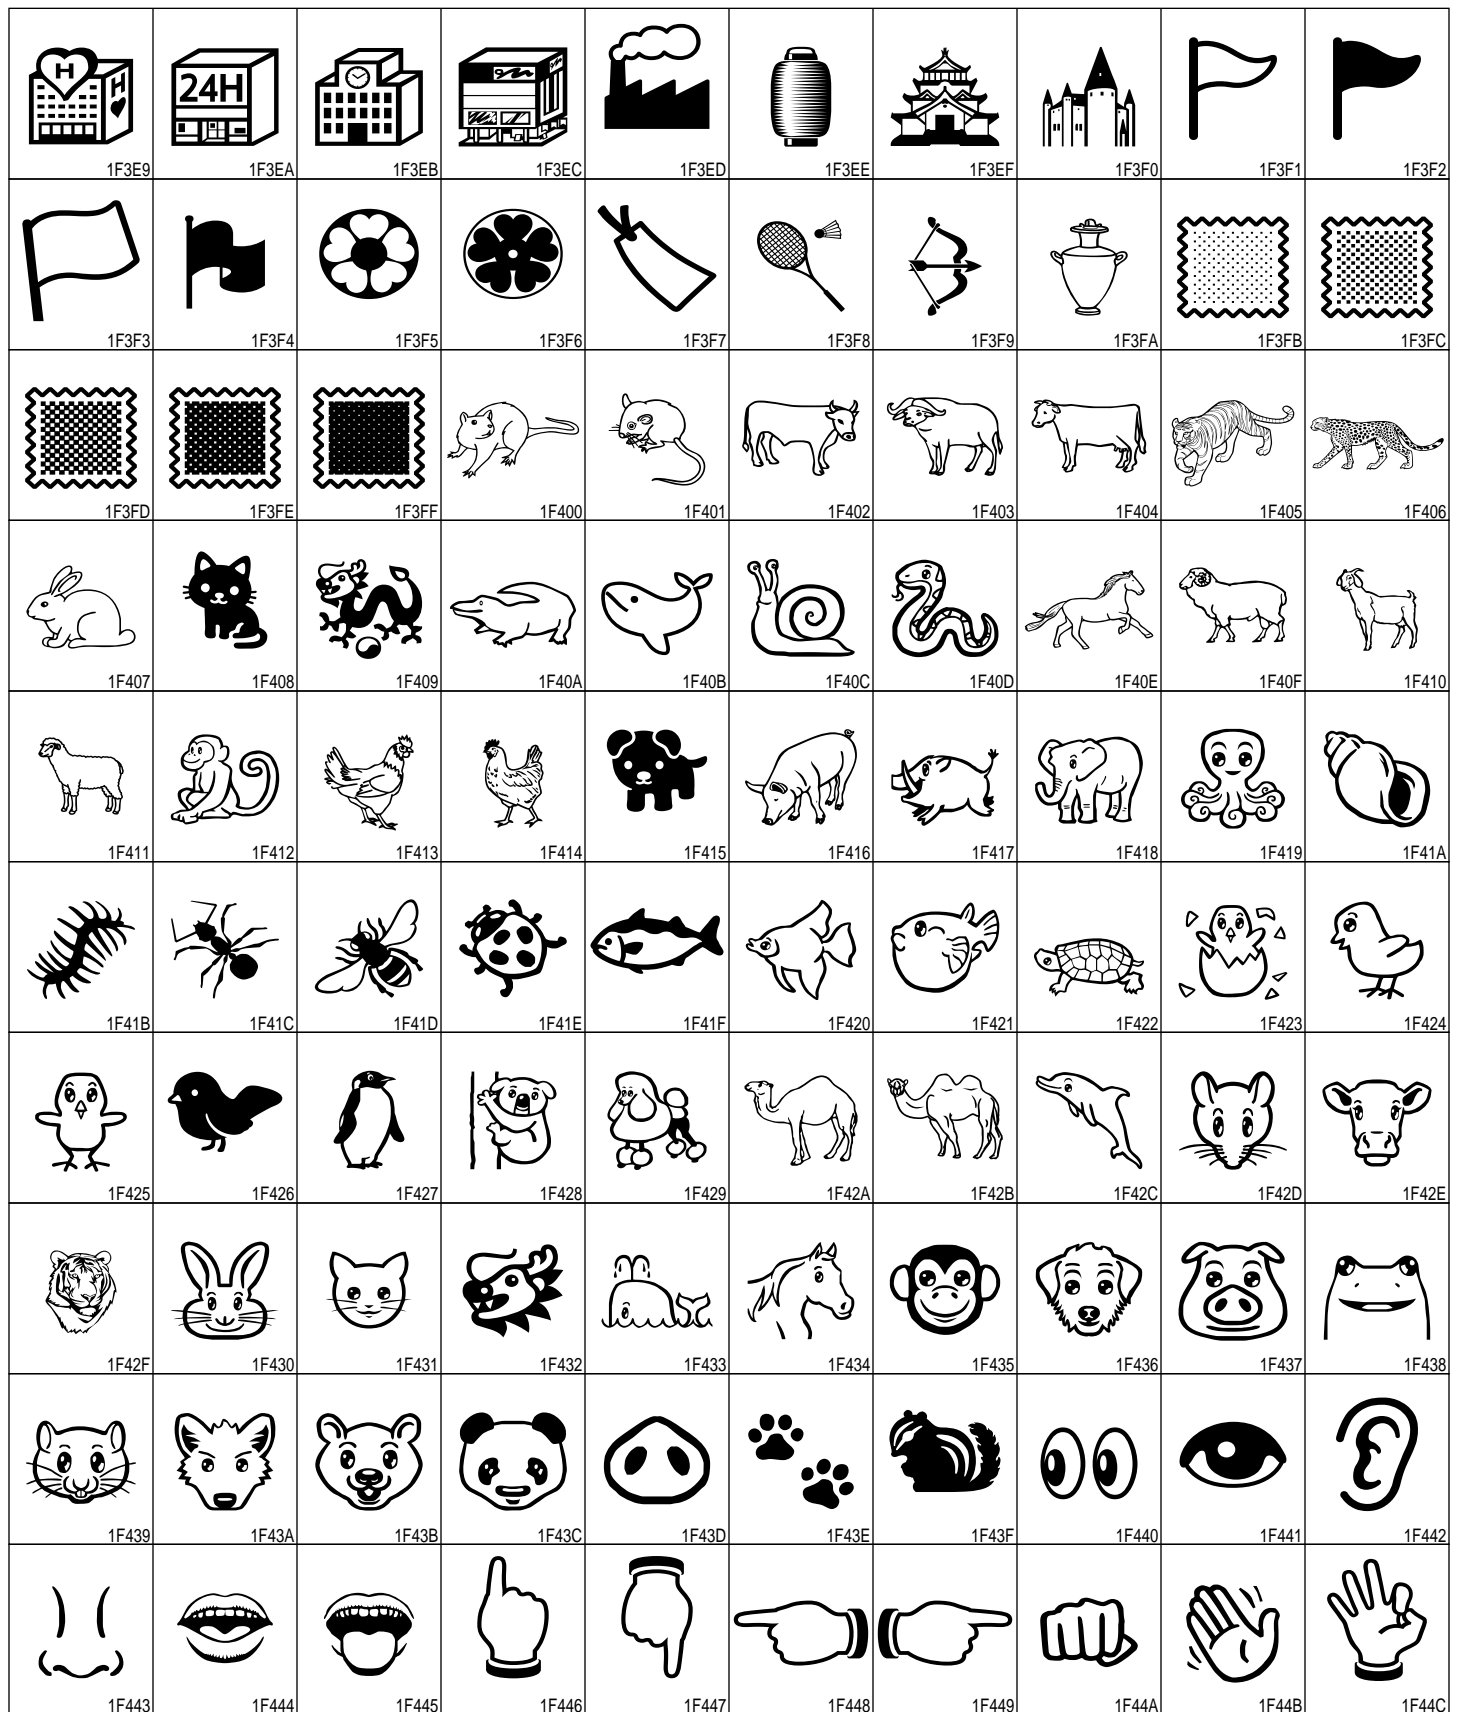 H H 24H
1F3E9 1F3EA 1F3EB 1F3EC 1F3ED 1F3EE 1F3EF 1F3F0 1F3F1 1F3F2
1F3F3 1F3F4 1F3F5 1F3F6 1F3F7 1F3F8 1F3F9 1F3FA 1F3FB 1F3FC
1F3FD 1F3FE 1F3FF 1F400 1F401 1F402 1F403 1F404 1F405 1F406
1F407 1F408 1F409 1F40A 1F40B 1F40C 1F40D 1F40E 1F40F 1F410
1F411 1F412 1F413 1F414 1F415 1F416 1F417 1F418 1F419 1F41A
1F41B 1F41C 1F41D 1F41E 1F41F 1F420 1F421 1F422 1F423 1F424
1F425 1F426 1F427 1F428 1F429 1F42A 1F42B 1F42C 1F42D 1F42E
1F42F 1F430 1F431 1F432 1F433 1F434 1F435 1F436 1F437 1F438
1F439 1F43A 1F43B 1F43C 1F43D 1F43E 1F43F 1F440 1F441 1F442
1F443 1F444 1F445 1F446 1F447 1F448 1F449 1F44A 1F44B 1F44C